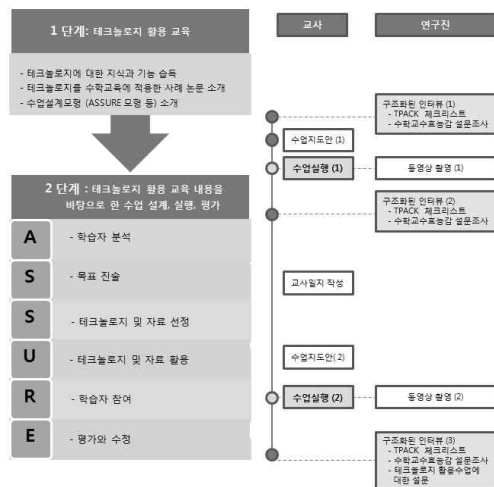 1 단계: 테크놀로지 활용 교육
- 테크놀로지에 대한 지식과 기능 습득
- 테크놀로지를 수학교육에 적용한 사례 논문 소개
- 수업설계모형 (ASSURE 모형 등) 소개
2 단계 : 테크놀로지 활용 교육 내용을
바탕으로 한 수업 설계, 실행, 평가
A - 학습자 분석
S - 목표 진술
S - 테크놀로지 및 자료 선정
U - 테크놀로지 및 자료 활용
R - 학습자 참여
E - 평가와 수정
교사 연구진
구조화된 인터뷰 (1)
- TPACK 체크리스트
- 수학교수효능감 설문조사
수업지도안 (1)
수업실행 (1) 동영상 촬영 (1)
구조화된 인터뷰 (2)
- TPACK 체크리스트
- 수학교수효능감 설문조사
교사일지 작성
수업지도안( 2)
수업실행 (2) 동영상 촬영 (2)
구조화된 인터뷰 (3)
- TPACK 체크리스트
- 수학교수효능감 설문조사
- 테크놀로지 활용수업에
대한 설문